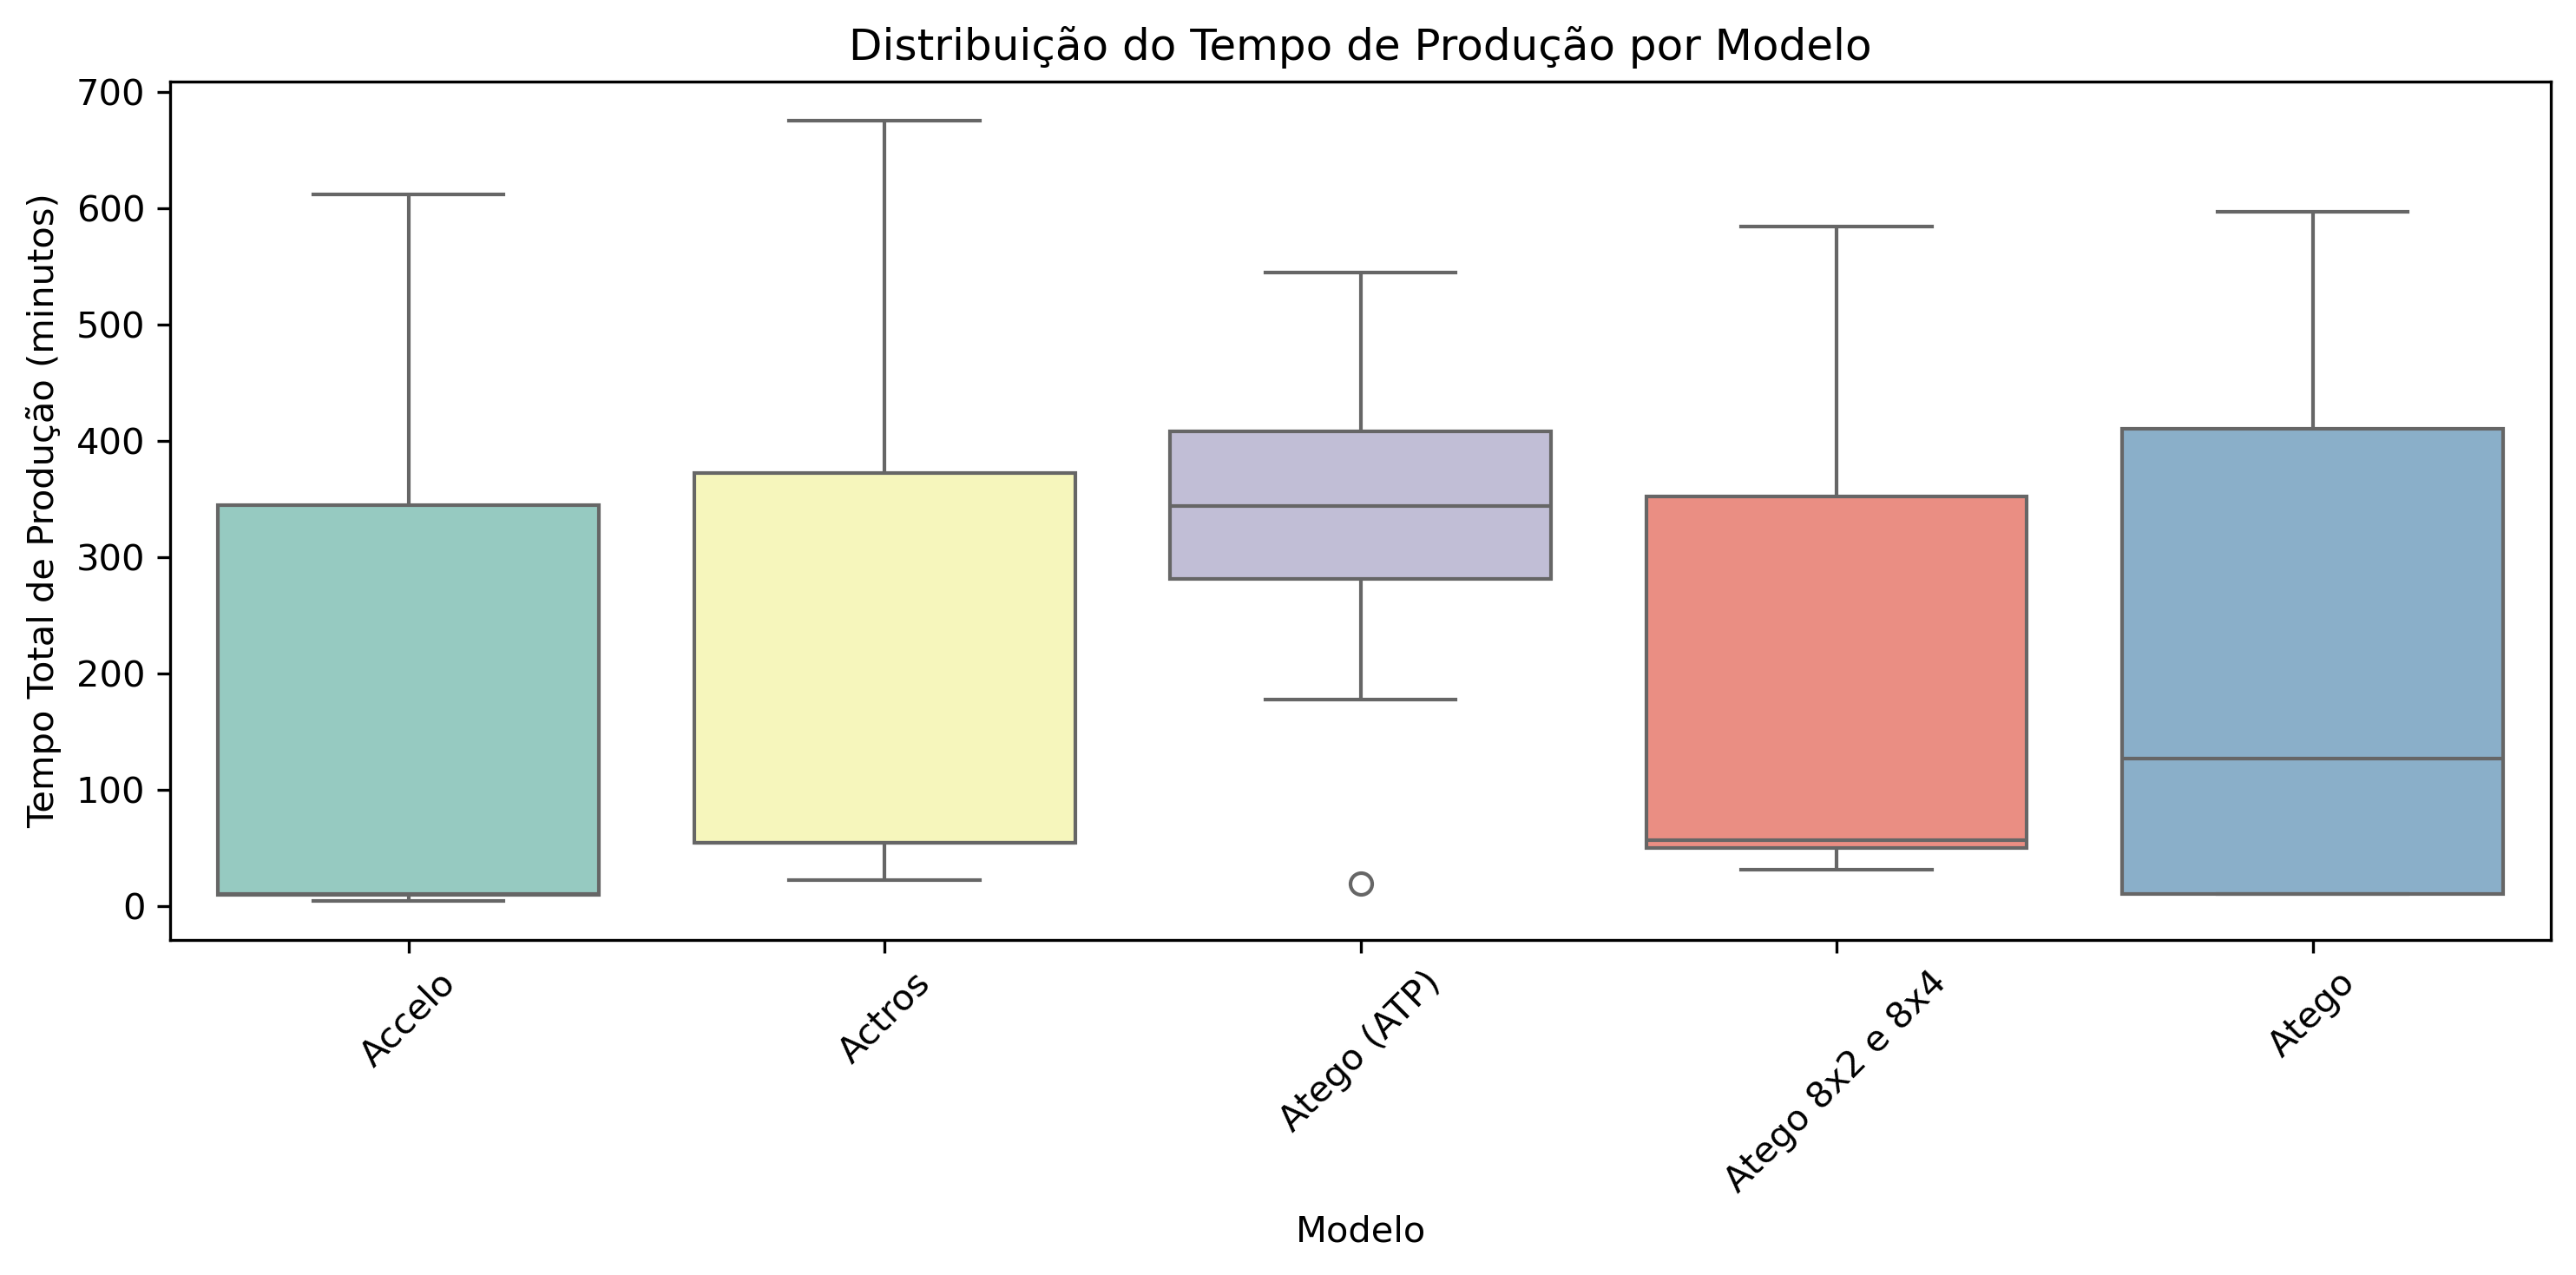 Distribuição do Tempo de Produção por Modelo
Tempo Total de Produção (minutos)
700
600
500
400
300
200
100
0
Accelo
Actros
Atego (ATP)
Atego 8x2 e 8x4
Atego
Modelo